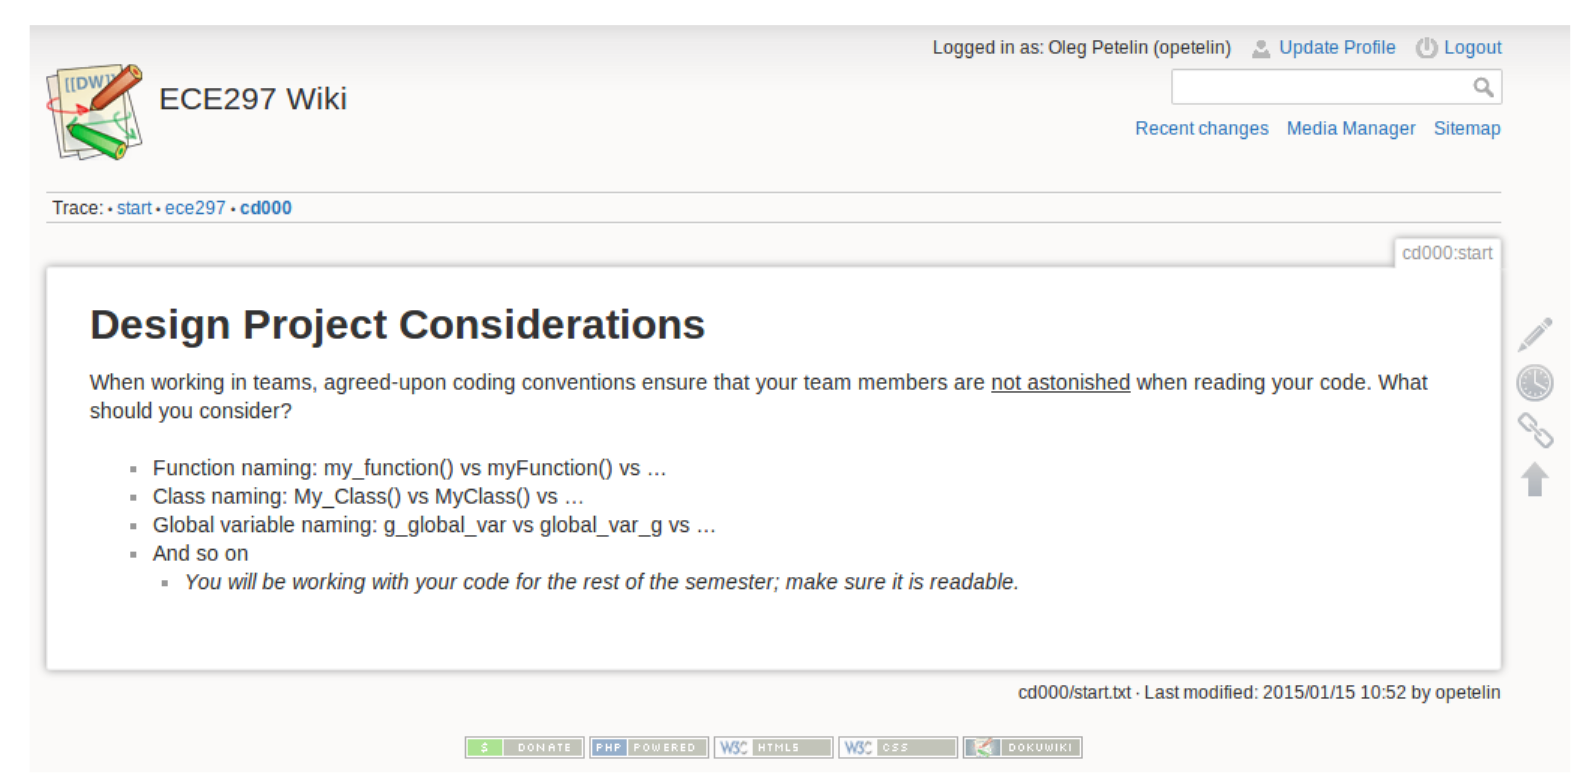 Logged in as: Oleg Petelin (opetelin) Update Profile Logout
[[DW]]
ECE297 Wiki
Recent changes Media Manager Sitemap
Trace: • start • ece297 • cd000
cd000:start
Design Project Considerations
When working in teams, agreed-upon coding conventions ensure that your team members are not astonished when reading your code. What
should you consider?
Function naming: my_function() vs myFunction() vs …
Class naming: My_Class() vs MyClass() vs …
Global variable naming: g_global_var vs global_var_g vs …
And so on
You will be working with your code for the rest of the semester; make sure it is readable.
cd000/start.txt · Last modified: 2015/01/15 10:52 by opetelin
$ DONATE PHP POWERED W3C HTML5 W3C CSS DOKUWIKI